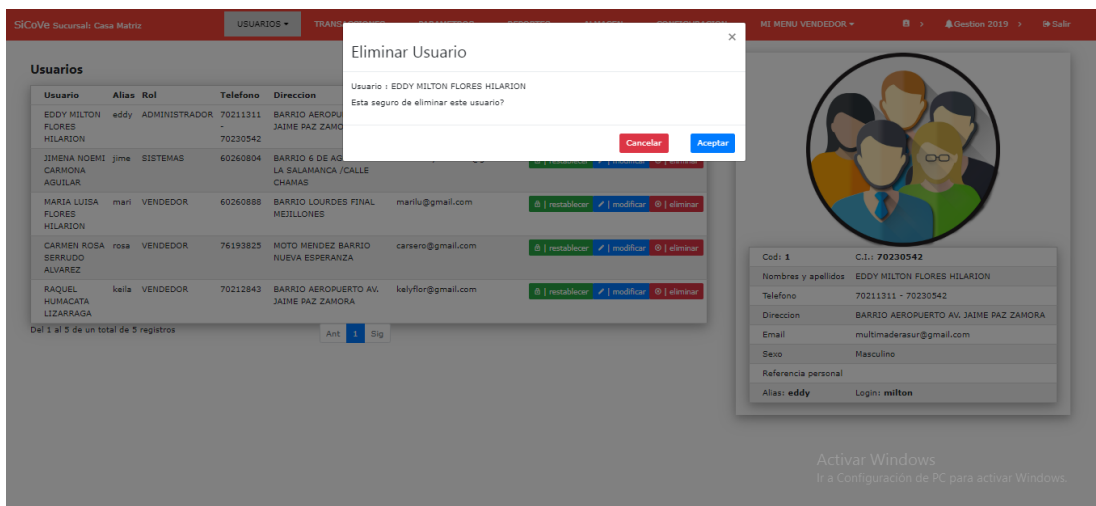 SiCoVe Sucursal: Casa Matriz
USUARIOS
MI MENU VENDEDOR
Gestion 2019
Salir
×
Eliminar Usuario
Usuario : EDDY MILTON FLORES HILARION
Esta seguro de eliminar este usuario?
Cancelar
Aceptar
Usuarios
Usuario Alias Rol Telefono Direccion
EDDY MILTON eddy ADMINISTRADOR 70211311
FLORES -
HILARION 70230542
JIMENA NOEMI jime SISTEMAS 60260804 BARRIO 6 DE
CARMONA LA SALAMANCA /CALLE
AGUILAR CHAMAS
MARIA LUISA mari VENDEDOR 60260888 BARRIO LOURDES FINAL marilu@gmail.com | restablecer | modificar | eliminar
FLORES MEJILLONES
HILARION
CARMEN ROSA rosa VENDEDOR 76193825 MOTO MENDEZ BARRIO carsero@gmail.com | restablecer | modificar | eliminar
SERRUDO NUEVA ESPERANZA
ALVAREZ
RAQUEL keila VENDEDOR 70212843 BARRIO AEROPUERTO AV. kelyflor@gmail.com | restablecer | modificar | eliminar
HUMACATA JAIME PAZ ZAMORA
LIZARRAGA
Del 1 al 5 de un total de 5 registros
Ant 1 Sig
Cod: 1 C.I.: 70230542
Nombres y apellidos EDDY MILTON FLORES HILARION
Telefono 70211311 - 70230542
Direccion BARRIO AEROPUERTO AV. JAIME PAZ ZAMORA
Email multimaderasur@gmail.com
Sexo Masculino
Referencia personal
Alias: eddy Login: milton
Activar Windows
Ir a Configuración de PC para activar Windows.